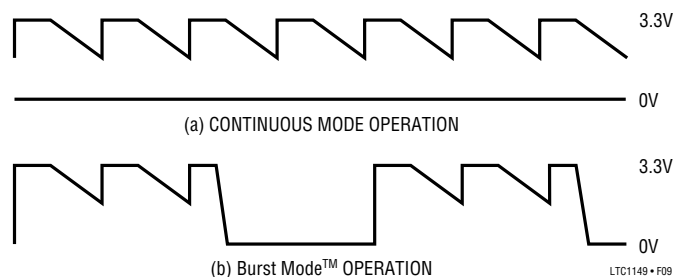 3.3V
0V
(a) CONTINUOUS MODE OPERATION
3.3V
0V
(b) Burst Mode™ OPERATION
LTC1149 • F09